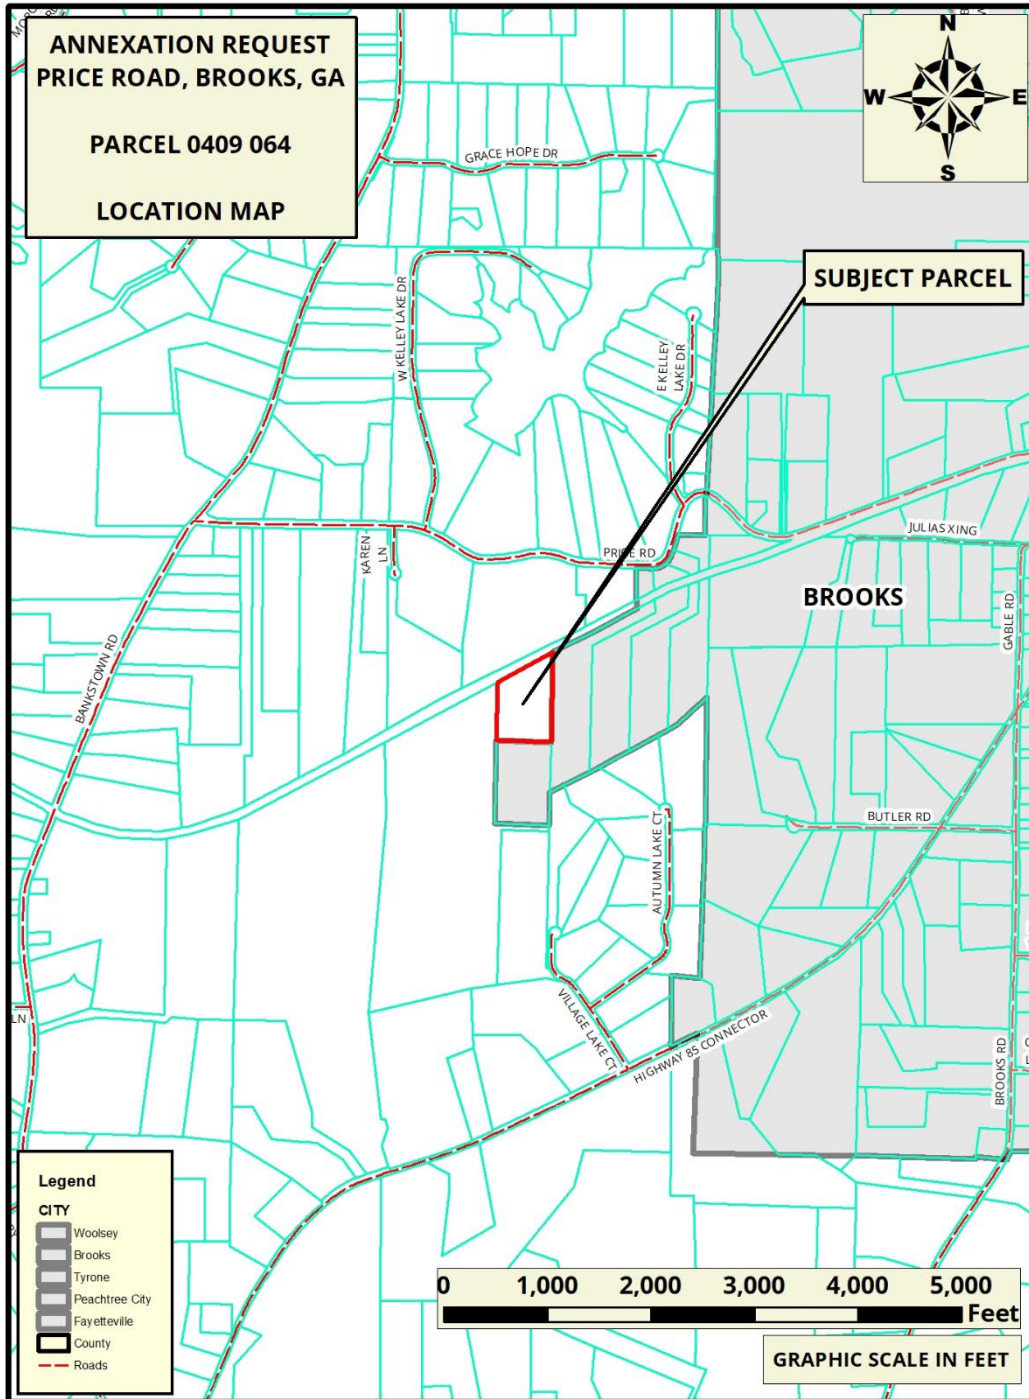 ANNEXATION REQUEST
PRICE ROAD, BROOKS, GA
PARCEL 0409 064
LOCATION MAP
N
W
E
S
GRACE HOPE DR
SUBJECT PARCEL
W KELLEY LAKE DR
E KELLEY
LAKE DR
KAREN
LN
PRICE RD
JULIAS XING
BROOKS
GABLE RD
BANKSTOWN RD
BUTLER RD
AUTUMN LAKE CT
VILLAGE LAKE CT
HIGHWAY 85 CONNECTOR
BROOKS RD
LN
Legend
CITY
Woolsey
Brooks
Tyrone
Peachtree City
Fayetteville
County
Roads
0 1,000 2,000 3,000 4,000 5,000
Feet
GRAPHIC SCALE IN FEET